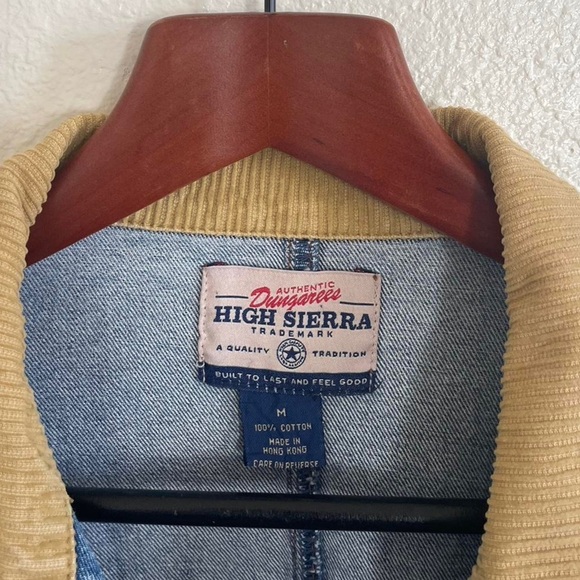 AUTHENTIC
Dungarees
HIGH SIERRA
TRADEMARK
A QUALITY TRADITION
BUILT TO LAST AND FEEL GOOD
M
100% COTTON
MADE IN
HONG KONG
CARE ON REVERSE